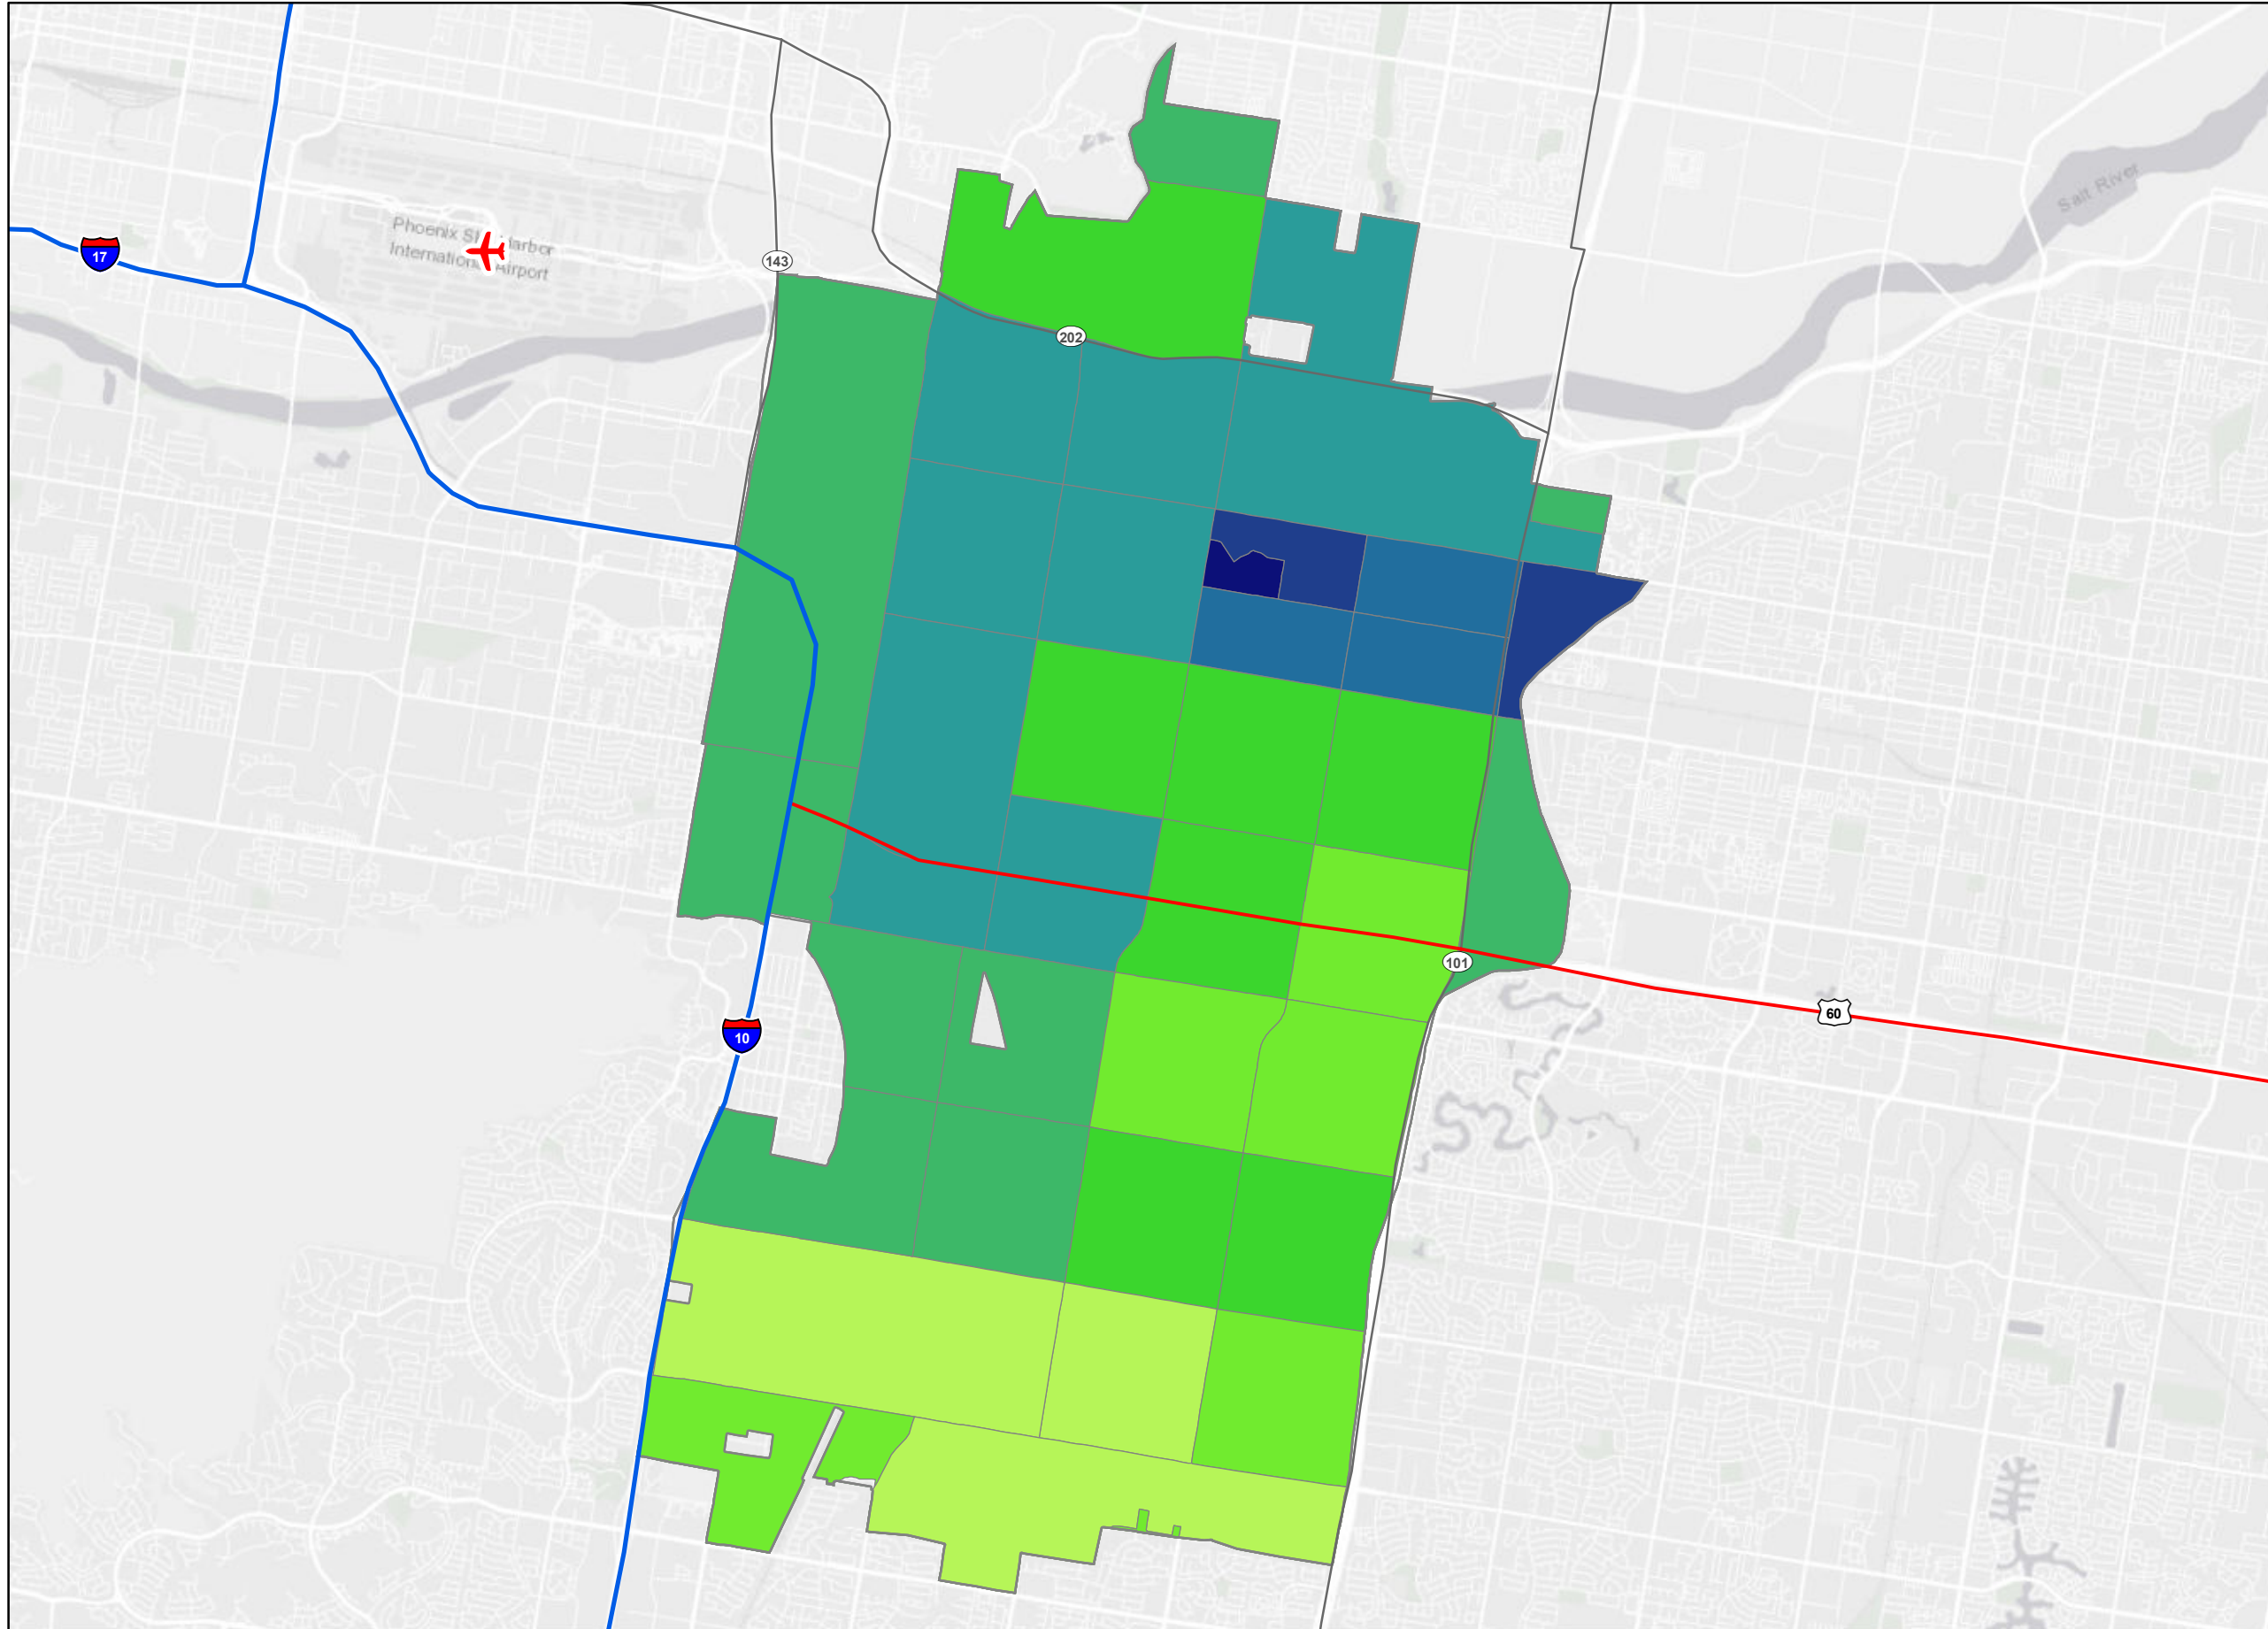 Salt River
Phoenix Sky Harbor
International Airport
17
143
202
101
60
10